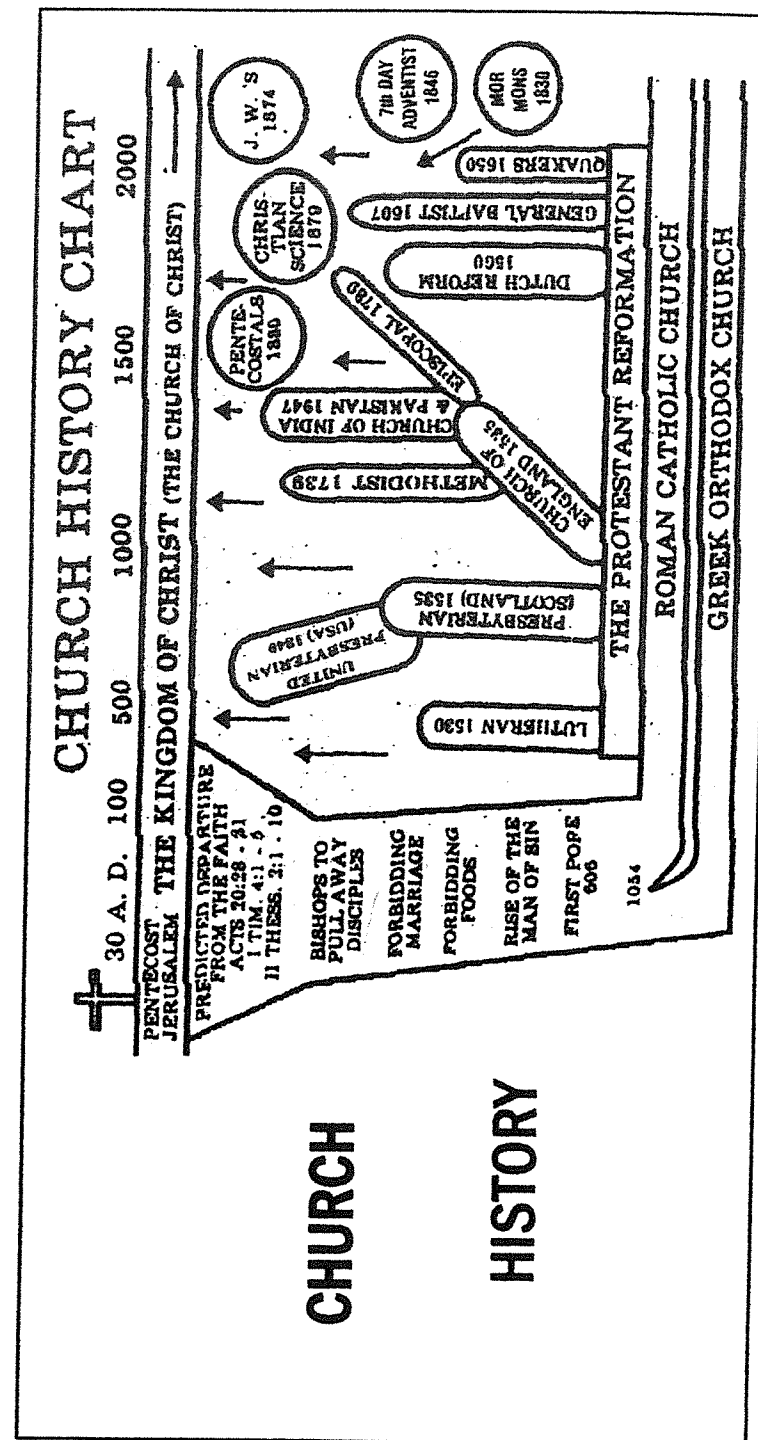 CHURCH HISTORY CHART
30 A. D. 100 500 1000 1500 2000
PENTECOST
JERUSALEM THE KINGDOM OF CHRIST (THE CHURCH OF CHRIST)
PREDICTED DEPARTURE
FROM THE FAITH
ACTS 20:28 - 31
I TIM. 4:1 - 5
II THESS. 2:1 - 10
BISHOPS TO
PULL AWAY
DISCIPLES
FORBIDDING
MARRIAGE
FORBIDDING
FOODS
RISE OF THE
MAN OF SIN
FIRST POPE
606
1054
LUTHERAN 1530
UNITED
PRESBYTERIAN
(USA) 1849
PRESBYTERIAN
(SCOTLAND) 1535
METHODIST 1739
CHURCH OF
ENGLAND 1535
CHURCH OF INDIA
& PAKISTAN 1947
EPISCOPAL 1789
PENTE-
COSTALS
CHRIS-
TIAN
SCIENCE
1879
J. W. 'S
1874
DUTCH REFORM
1560
GENERAL BAPTIST 1607
QUAKERS 1650
7th DAY
ADVENTIST
1846
MOR
MONS
1830
THE PROTESTANT REFORMATION
ROMAN CATHOLIC CHURCH
GREEK ORTHODOX CHURCH
CHURCH
HISTORY